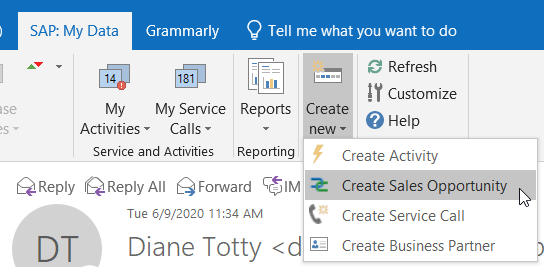 SAP: My Data
Grammarly
Tell me what you want to do
14
181
My
Activities
My Service
Calls
Reports
Create
new
Refresh
Customize
Help
Service and Activities
Reporting
Create Activity
Create Sales Opportunity
Create Service Call
Create Business Partner
Reply
Reply All
Forward
IM
Tue 6/9/2020 11:34 AM
DT
Diane Totty <d